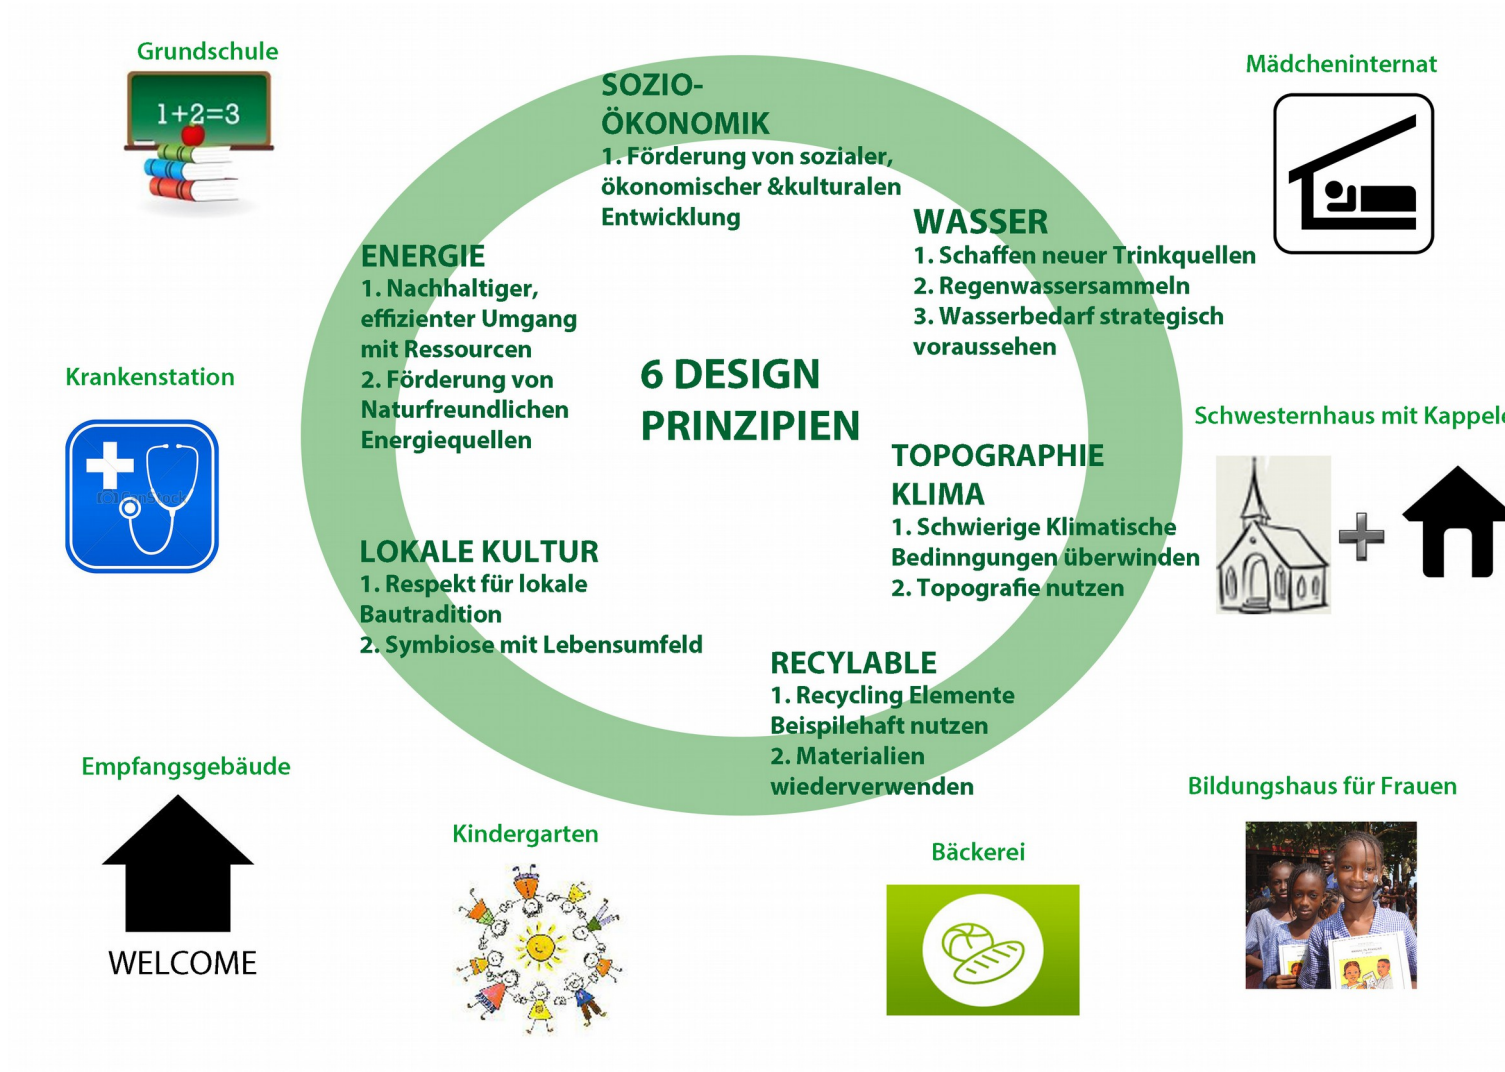 Grundschule
1+2=3
SOZIO-
ÖKONOMIK
1. Förderung von sozialer,
ökonomischer &kulturalen
Entwicklung
Mädcheninternat
WASSER
1. Schaffen neuer Trinkquellen
2. Regenwassersammeln
3. Wasserbedarf strategisch
voraussehen
ENERGIE
1. Nachhaltiger,
effizienter Umgang
mit Ressourcen
2. Förderung von
Naturfreundlichen
Energiequellen
6 DESIGN
PRINZIPIEN
Krankenstation
Schwesternhaus mit Kappele
TOPOGRAPHIE
KLIMA
1. Schwierige Klimatische
Bedinngungen überwinden
2. Topografie nutzen
LOKALE KULTUR
1. Respekt für lokale
Bautradition
2. Symbiose mit Lebensumfeld
RECYLABLE
1. Recycling Elemente
Beispilehaft nutzen
2. Materialien
wiederverwenden
Empfangsgebäude
WELCOME
Kindergarten
Bäckerei
Bildungshaus für Frauen